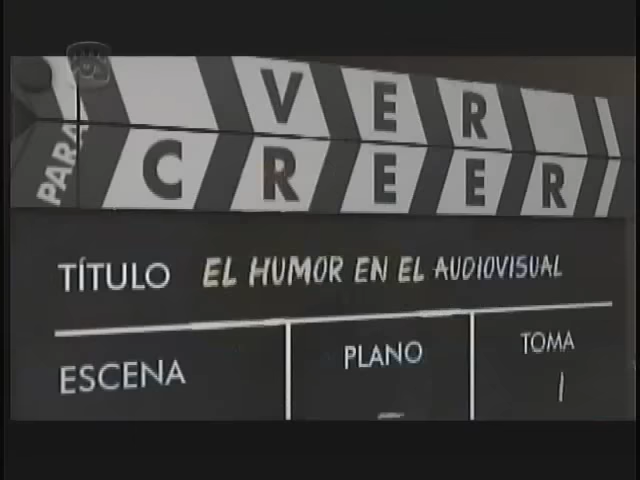 VER
PARA CREER
TÍTULO EL HUMOR EN EL AUDIOVISUAL
ESCENA PLANO TOMA
1